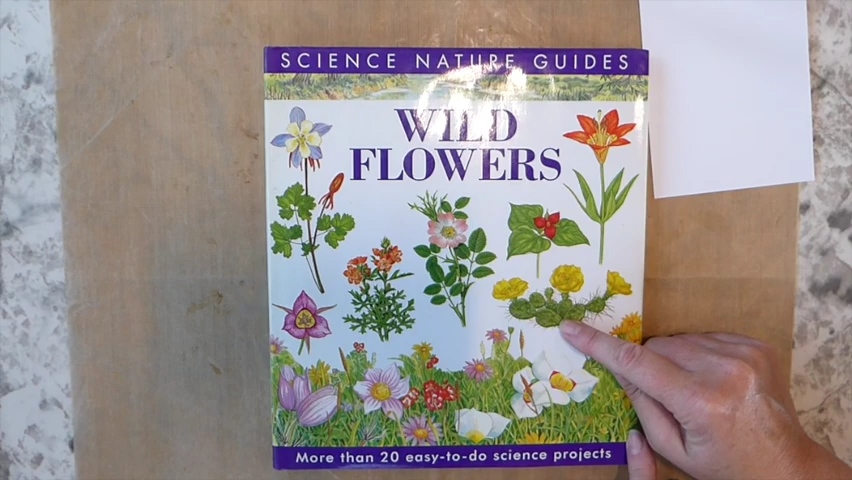 SCIENCE NATURE GUIDES
WILD
FLOWERS
More than 20 easy-to-do science projects